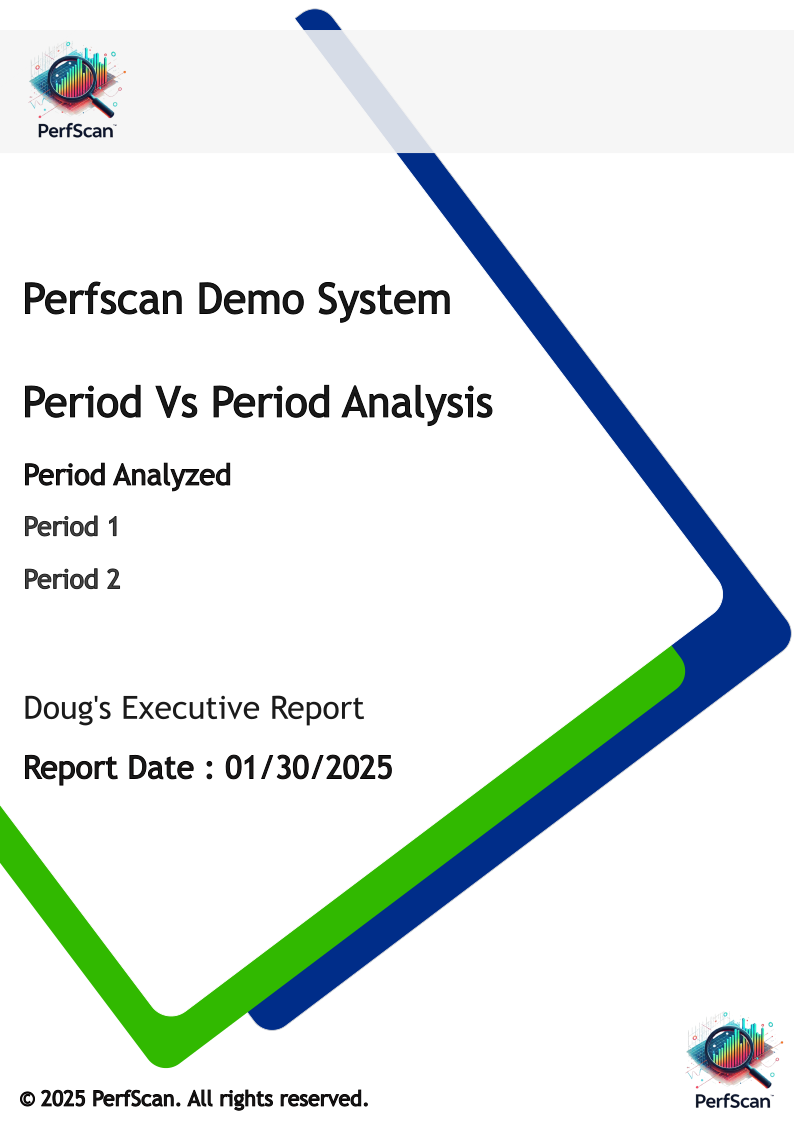 PerfScan™
Perfscan Demo System
Period Vs Period Analysis
Period Analyzed
Period 1
Period 2
Doug's Executive Report
Report Date : 01/30/2025
© 2025 PerfScan. All rights reserved.
PerfScan™